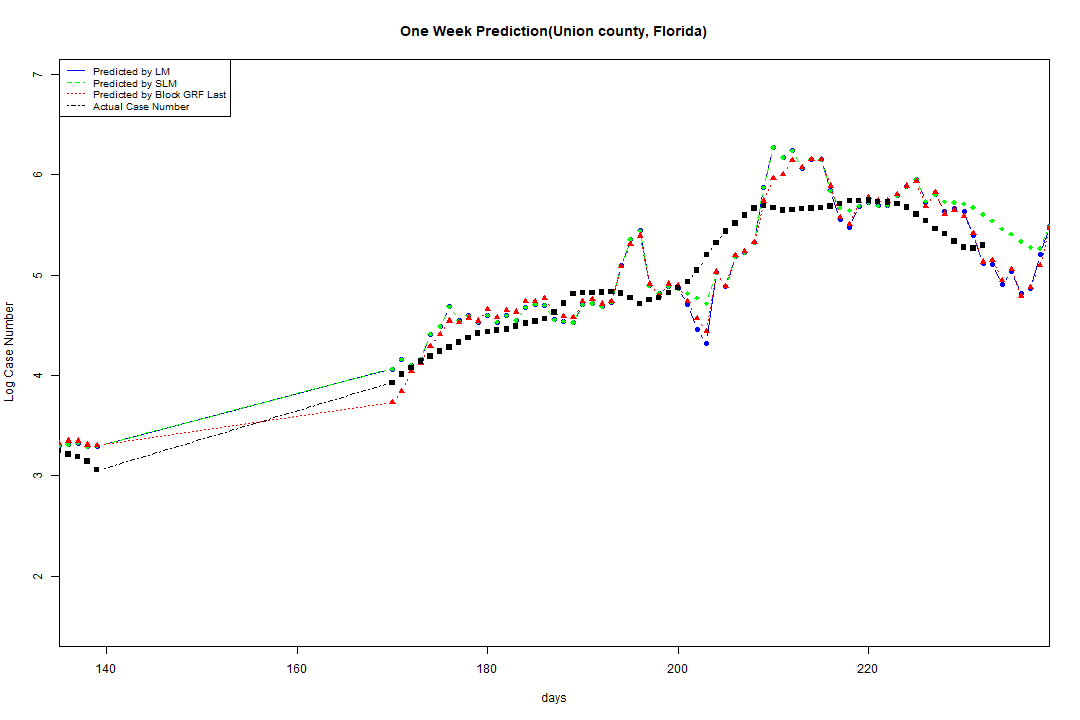 One Week Prediction(Union county, Florida)
Predicted by LM
Predicted by SLM
Predicted by Block GRF Last
Actual Case Number
7
6
5
4
3
2
Log Case Number
140 160 180 200 220
days